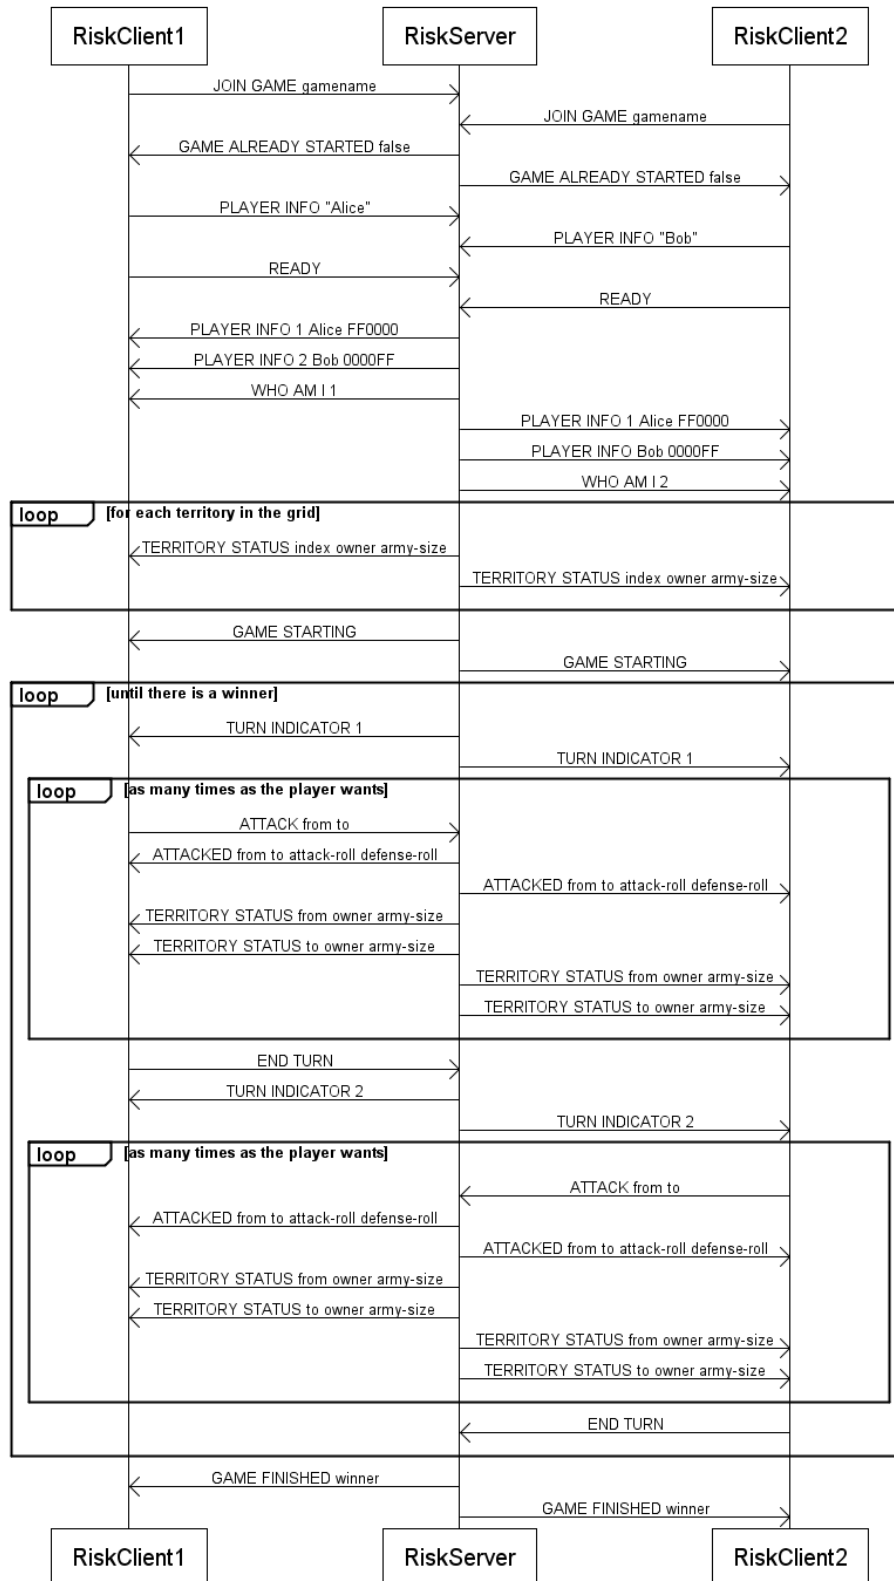 RiskClient1
RiskServer
RiskClient2
JOIN GAME gamename
JOIN GAME gamename
GAME ALREADY STARTED false
GAME ALREADY STARTED false
PLAYER INFO "Alice"
PLAYER INFO "Bob"
READY
READY
PLAYER INFO 1 Alice FF0000
PLAYER INFO 2 Bob 0000FF
WHO AM I 1
PLAYER INFO 1 Alice FF0000
PLAYER INFO Bob 0000FF
WHO AM I 2
loop [for each territory in the grid]
TERRITORY STATUS index owner army-size
TERRITORY STATUS index owner army-size
GAME STARTING
GAME STARTING
loop [until there is a winner]
TURN INDICATOR 1
TURN INDICATOR 1
loop [as many times as the player wants]
ATTACK from to
ATTACKED from to attack-roll defense-roll
ATTACKED from to attack-roll defense-roll
TERRITORY STATUS from owner army-size
TERRITORY STATUS to owner army-size
TERRITORY STATUS from owner army-size
TERRITORY STATUS to owner army-size
END TURN
TURN INDICATOR 2
TURN INDICATOR 2
loop [as many times as the player wants]
ATTACK from to
ATTACKED from to attack-roll defense-roll
ATTACKED from to attack-roll defense-roll
TERRITORY STATUS from owner army-size
TERRITORY STATUS to owner army-size
TERRITORY STATUS from owner army-size
TERRITORY STATUS to owner army-size
END TURN
GAME FINISHED winner
GAME FINISHED winner
RiskClient1
RiskServer
RiskClient2